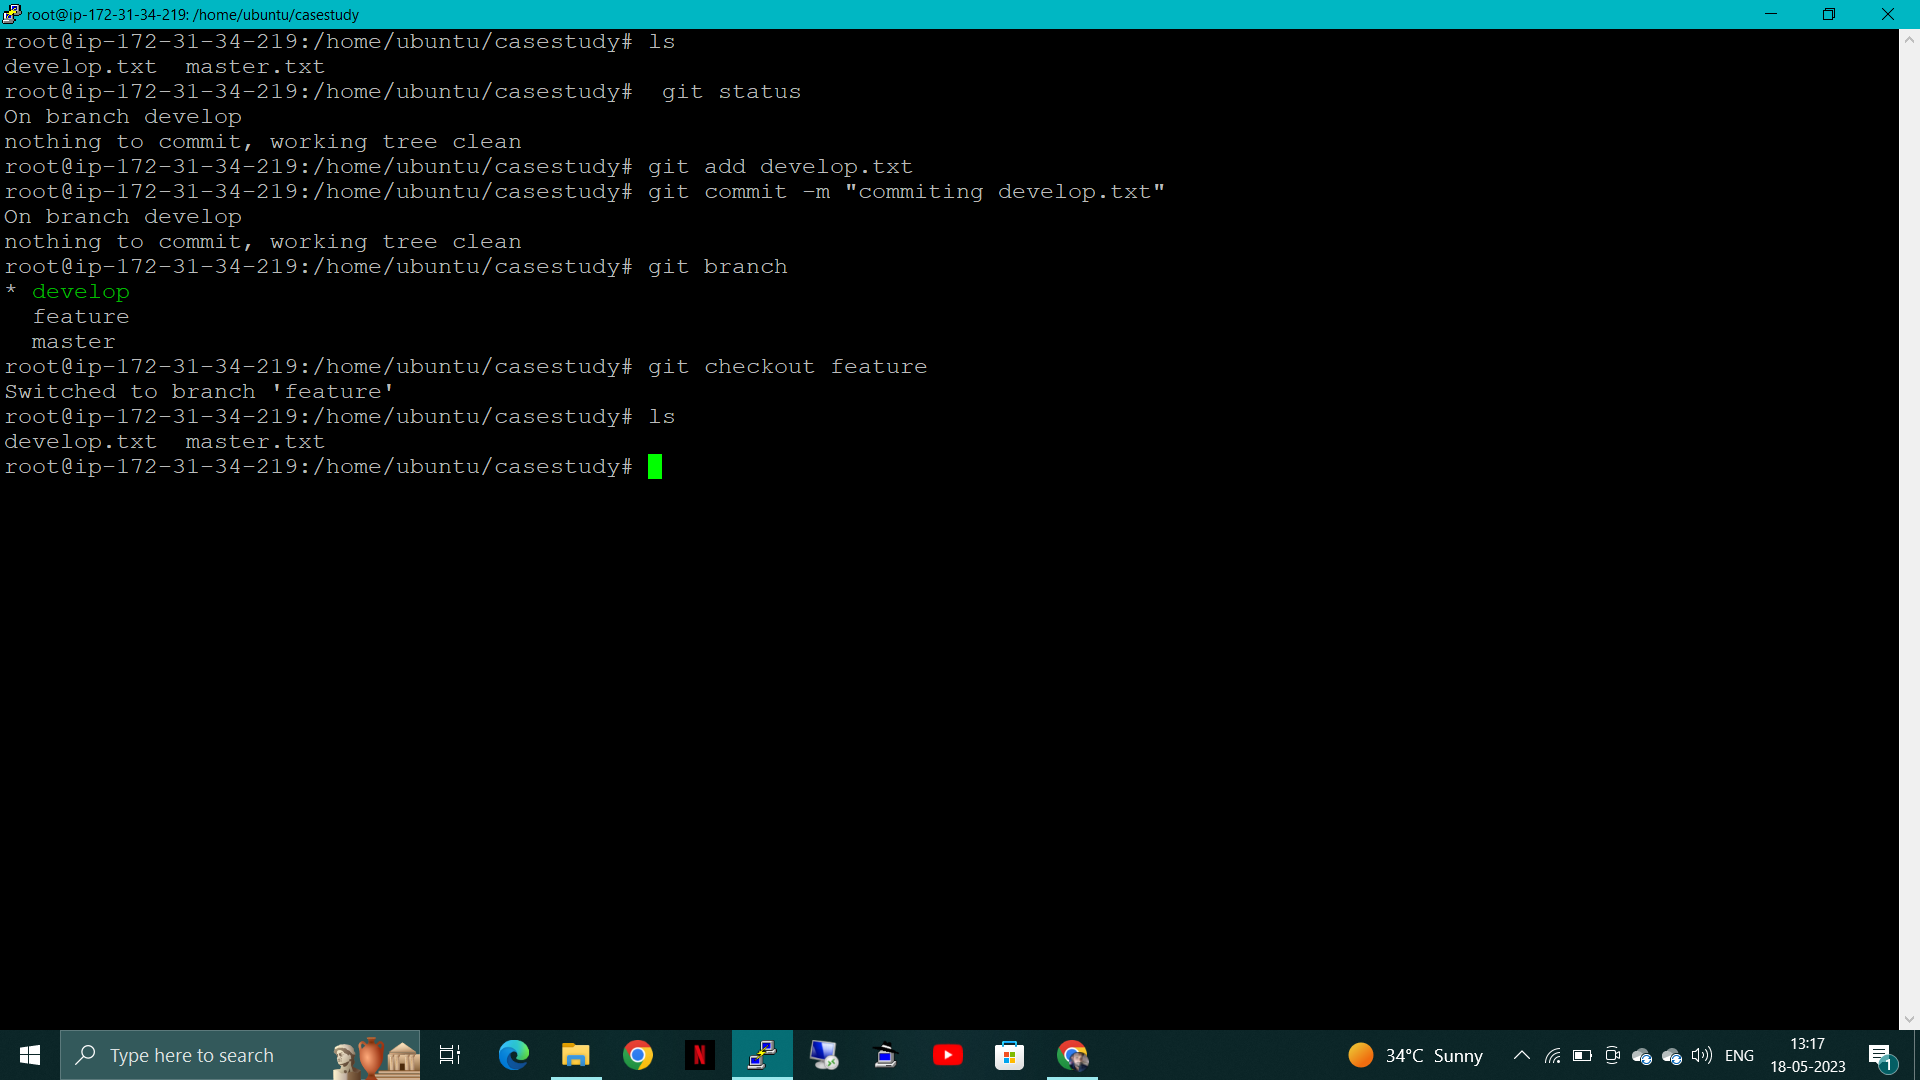 root@ip-172-31-34-219: /home/ubuntu/casestudy
root@ip-172-31-34-219:/home/ubuntu/casestudy# ls
develop.txt  master.txt
root@ip-172-31-34-219:/home/ubuntu/casestudy#  git status
On branch develop
nothing to commit, working tree clean
root@ip-172-31-34-219:/home/ubuntu/casestudy# git add develop.txt
root@ip-172-31-34-219:/home/ubuntu/casestudy# git commit -m "commiting develop.txt"
On branch develop
nothing to commit, working tree clean
root@ip-172-31-34-219:/home/ubuntu/casestudy# git branch
* develop
  feature
  master
root@ip-172-31-34-219:/home/ubuntu/casestudy# git checkout feature
Switched to branch 'feature'
root@ip-172-31-34-219:/home/ubuntu/casestudy# ls
develop.txt  master.txt
root@ip-172-31-34-219:/home/ubuntu/casestudy#
Type here to search
N
34°C Sunny
ENG
13:17
18-05-2023
1